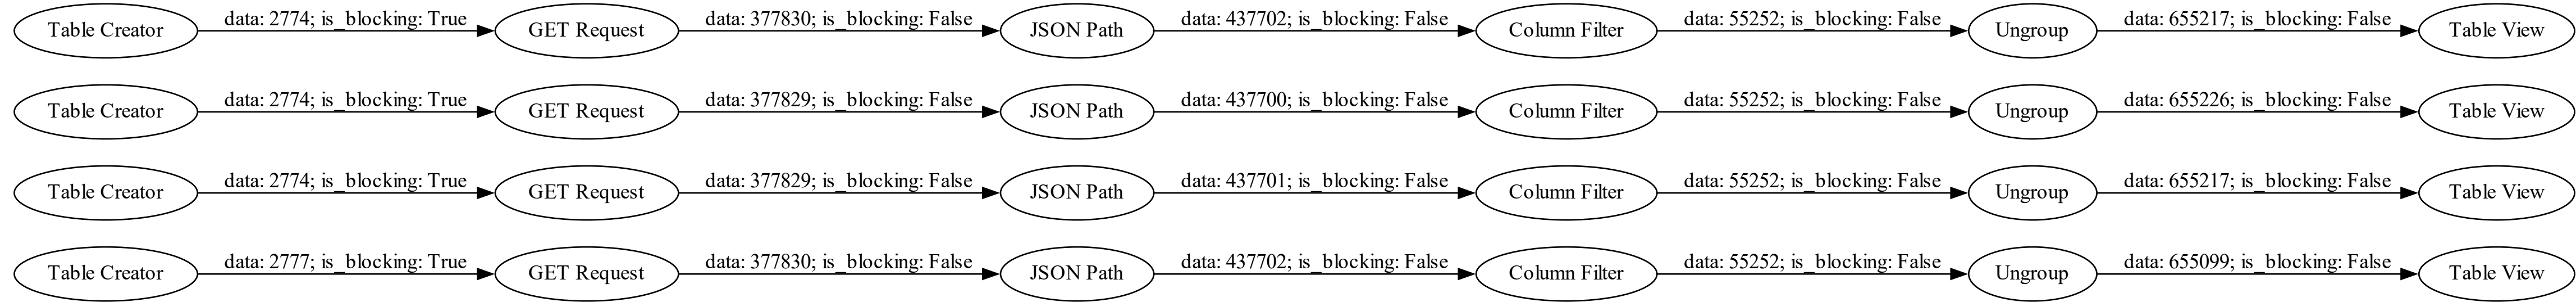 Table Creator data: 2774; is_blocking: True GET Request data: 377830; is_blocking: False JSON Path data: 437702; is_blocking: False Column Filter data: 55252; is_blocking: False Ungroup data: 655217; is_blocking: False Table View
Table Creator data: 2774; is_blocking: True GET Request data: 377829; is_blocking: False JSON Path data: 437700; is_blocking: False Column Filter data: 55252; is_blocking: False Ungroup data: 655226; is_blocking: False Table View
Table Creator data: 2774; is_blocking: True GET Request data: 377829; is_blocking: False JSON Path data: 437701; is_blocking: False Column Filter data: 55252; is_blocking: False Ungroup data: 655217; is_blocking: False Table View
Table Creator data: 2777; is_blocking: True GET Request data: 377830; is_blocking: False JSON Path data: 437702; is_blocking: False Column Filter data: 55252; is_blocking: False Ungroup data: 655099; is_blocking: False Table View